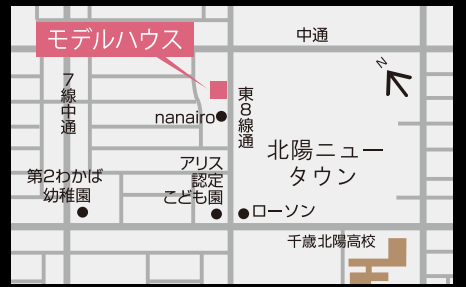 モデルハウス
中通
N
7線中通
東8線通
nanairo
北陽ニュー
タウン
第2わかば
幼稚園
アリス
認定
こども園
ローソン
千歳北陽高校